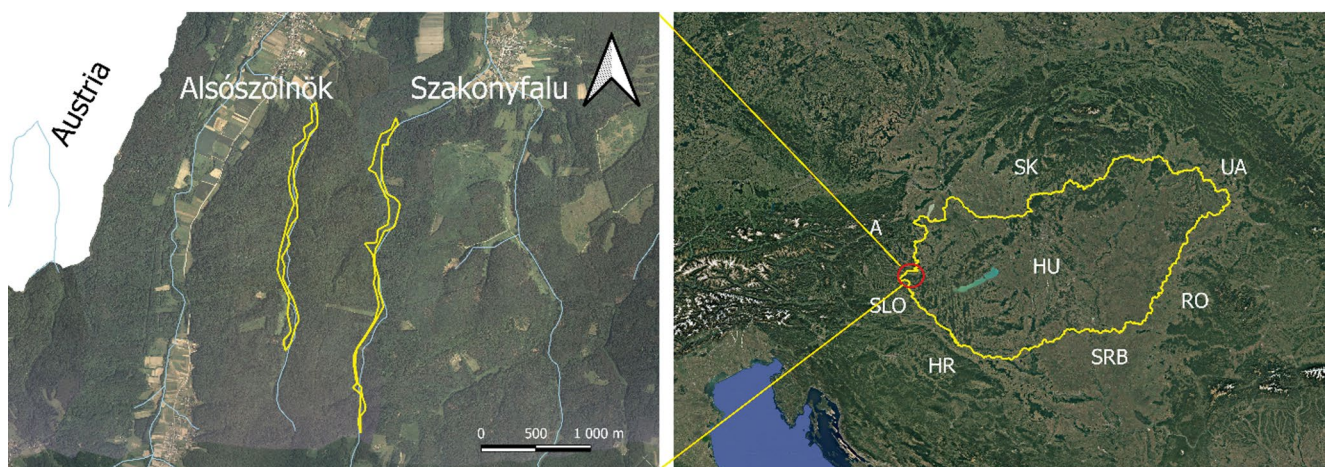 Austria
Alsószölnök
Szakonyfalu
0 500 1 000 m
SK
UA
A
HU
SLO
RO
HR
SRB